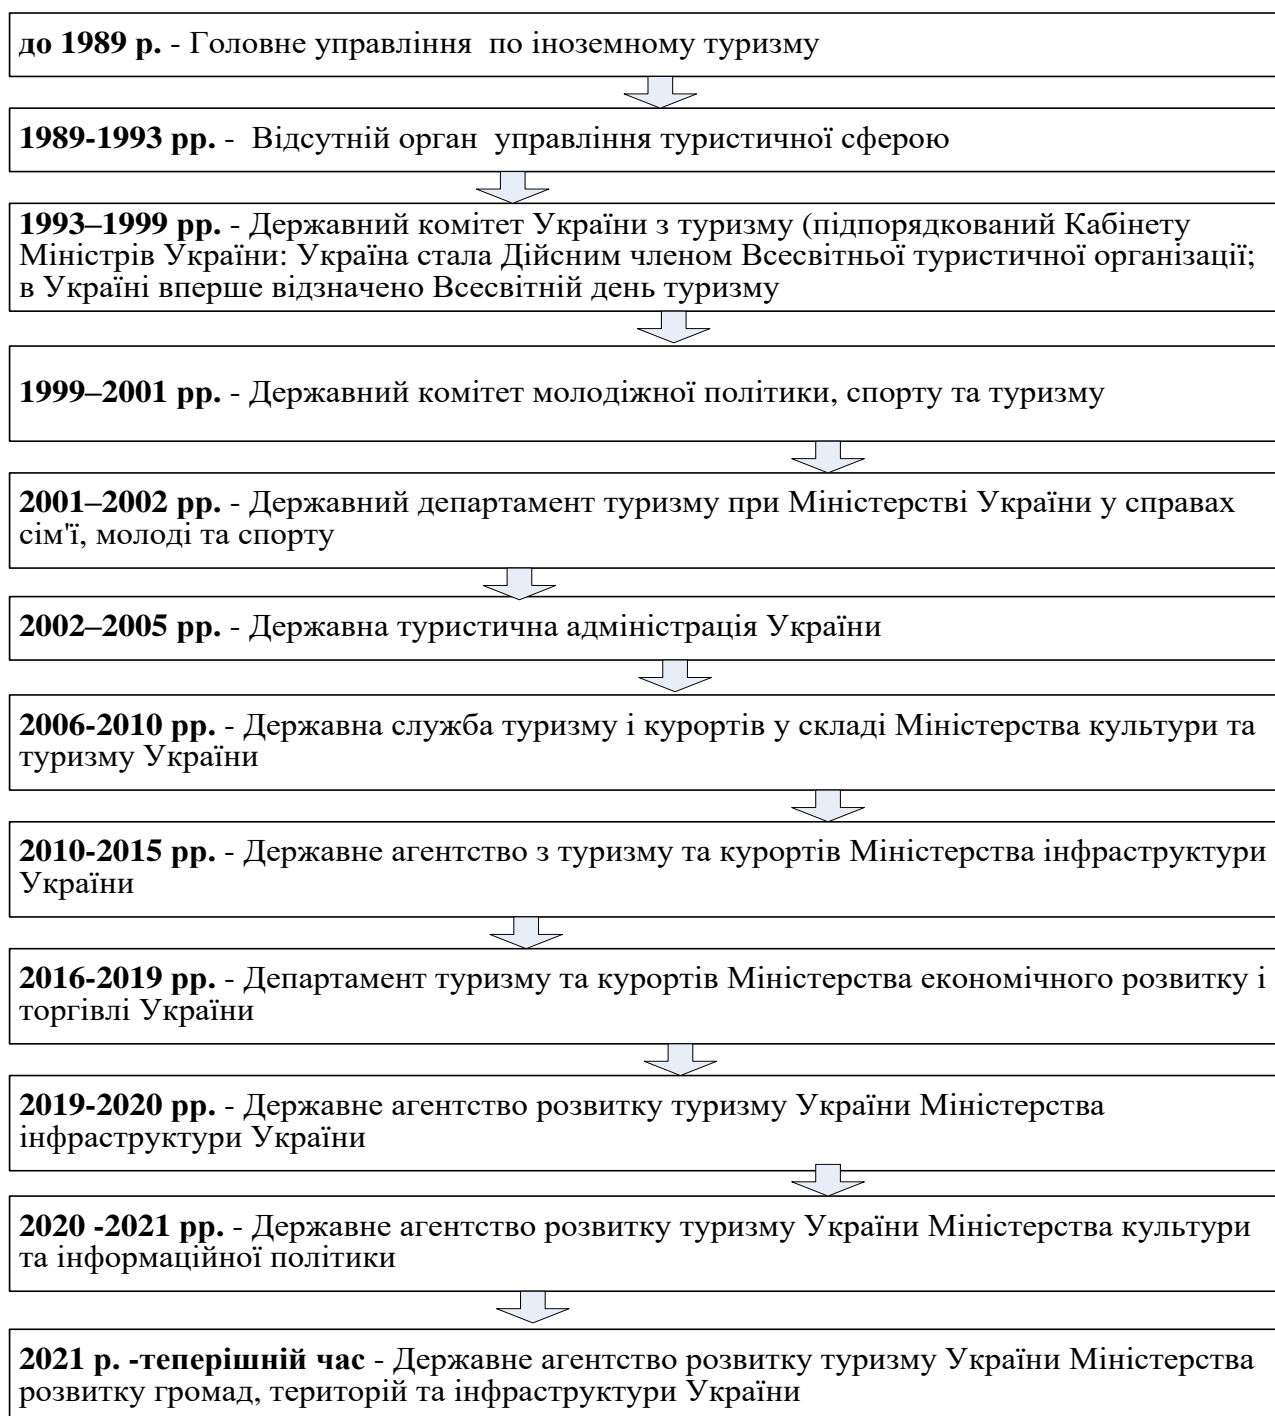 до 1989 р. - Головне управління  по іноземному туризму
1989-1993 рр. -  Відсутній орган  управління туристичної сферою
1993–1999 рр. - Державний комітет України з туризму (підпорядкований Кабінету
Міністрів України: Україна стала Дійсним членом Всесвітньої туристичної організації;
в Україні вперше відзначено Всесвітній день туризму
1999–2001 рр. - Державний комітет молодіжної політики, спорту та туризму
2001–2002 рр. - Державний департамент туризму при Міністерстві України у справах
сім'ї, молоді та спорту
2002–2005 рр. - Державна туристична адміністрація України
2006-2010 рр. - Державна служба туризму і курортів у складі Міністерства культури та
туризму України
2010-2015 рр. - Державне агентство з туризму та курортів Міністерства інфраструктури
України
2016-2019 рр. - Департамент туризму та курортів Міністерства економічного розвитку і
торгівлі України
2019-2020 рр. - Державне агентство розвитку туризму України Міністерства
інфраструктури України
2020 -2021 рр. - Державне агентство розвитку туризму України Міністерства культури
та інформаційної політики
2021 р. -теперішній час - Державне агентство розвитку туризму України Міністерства
розвитку громад, територій та інфраструктури України